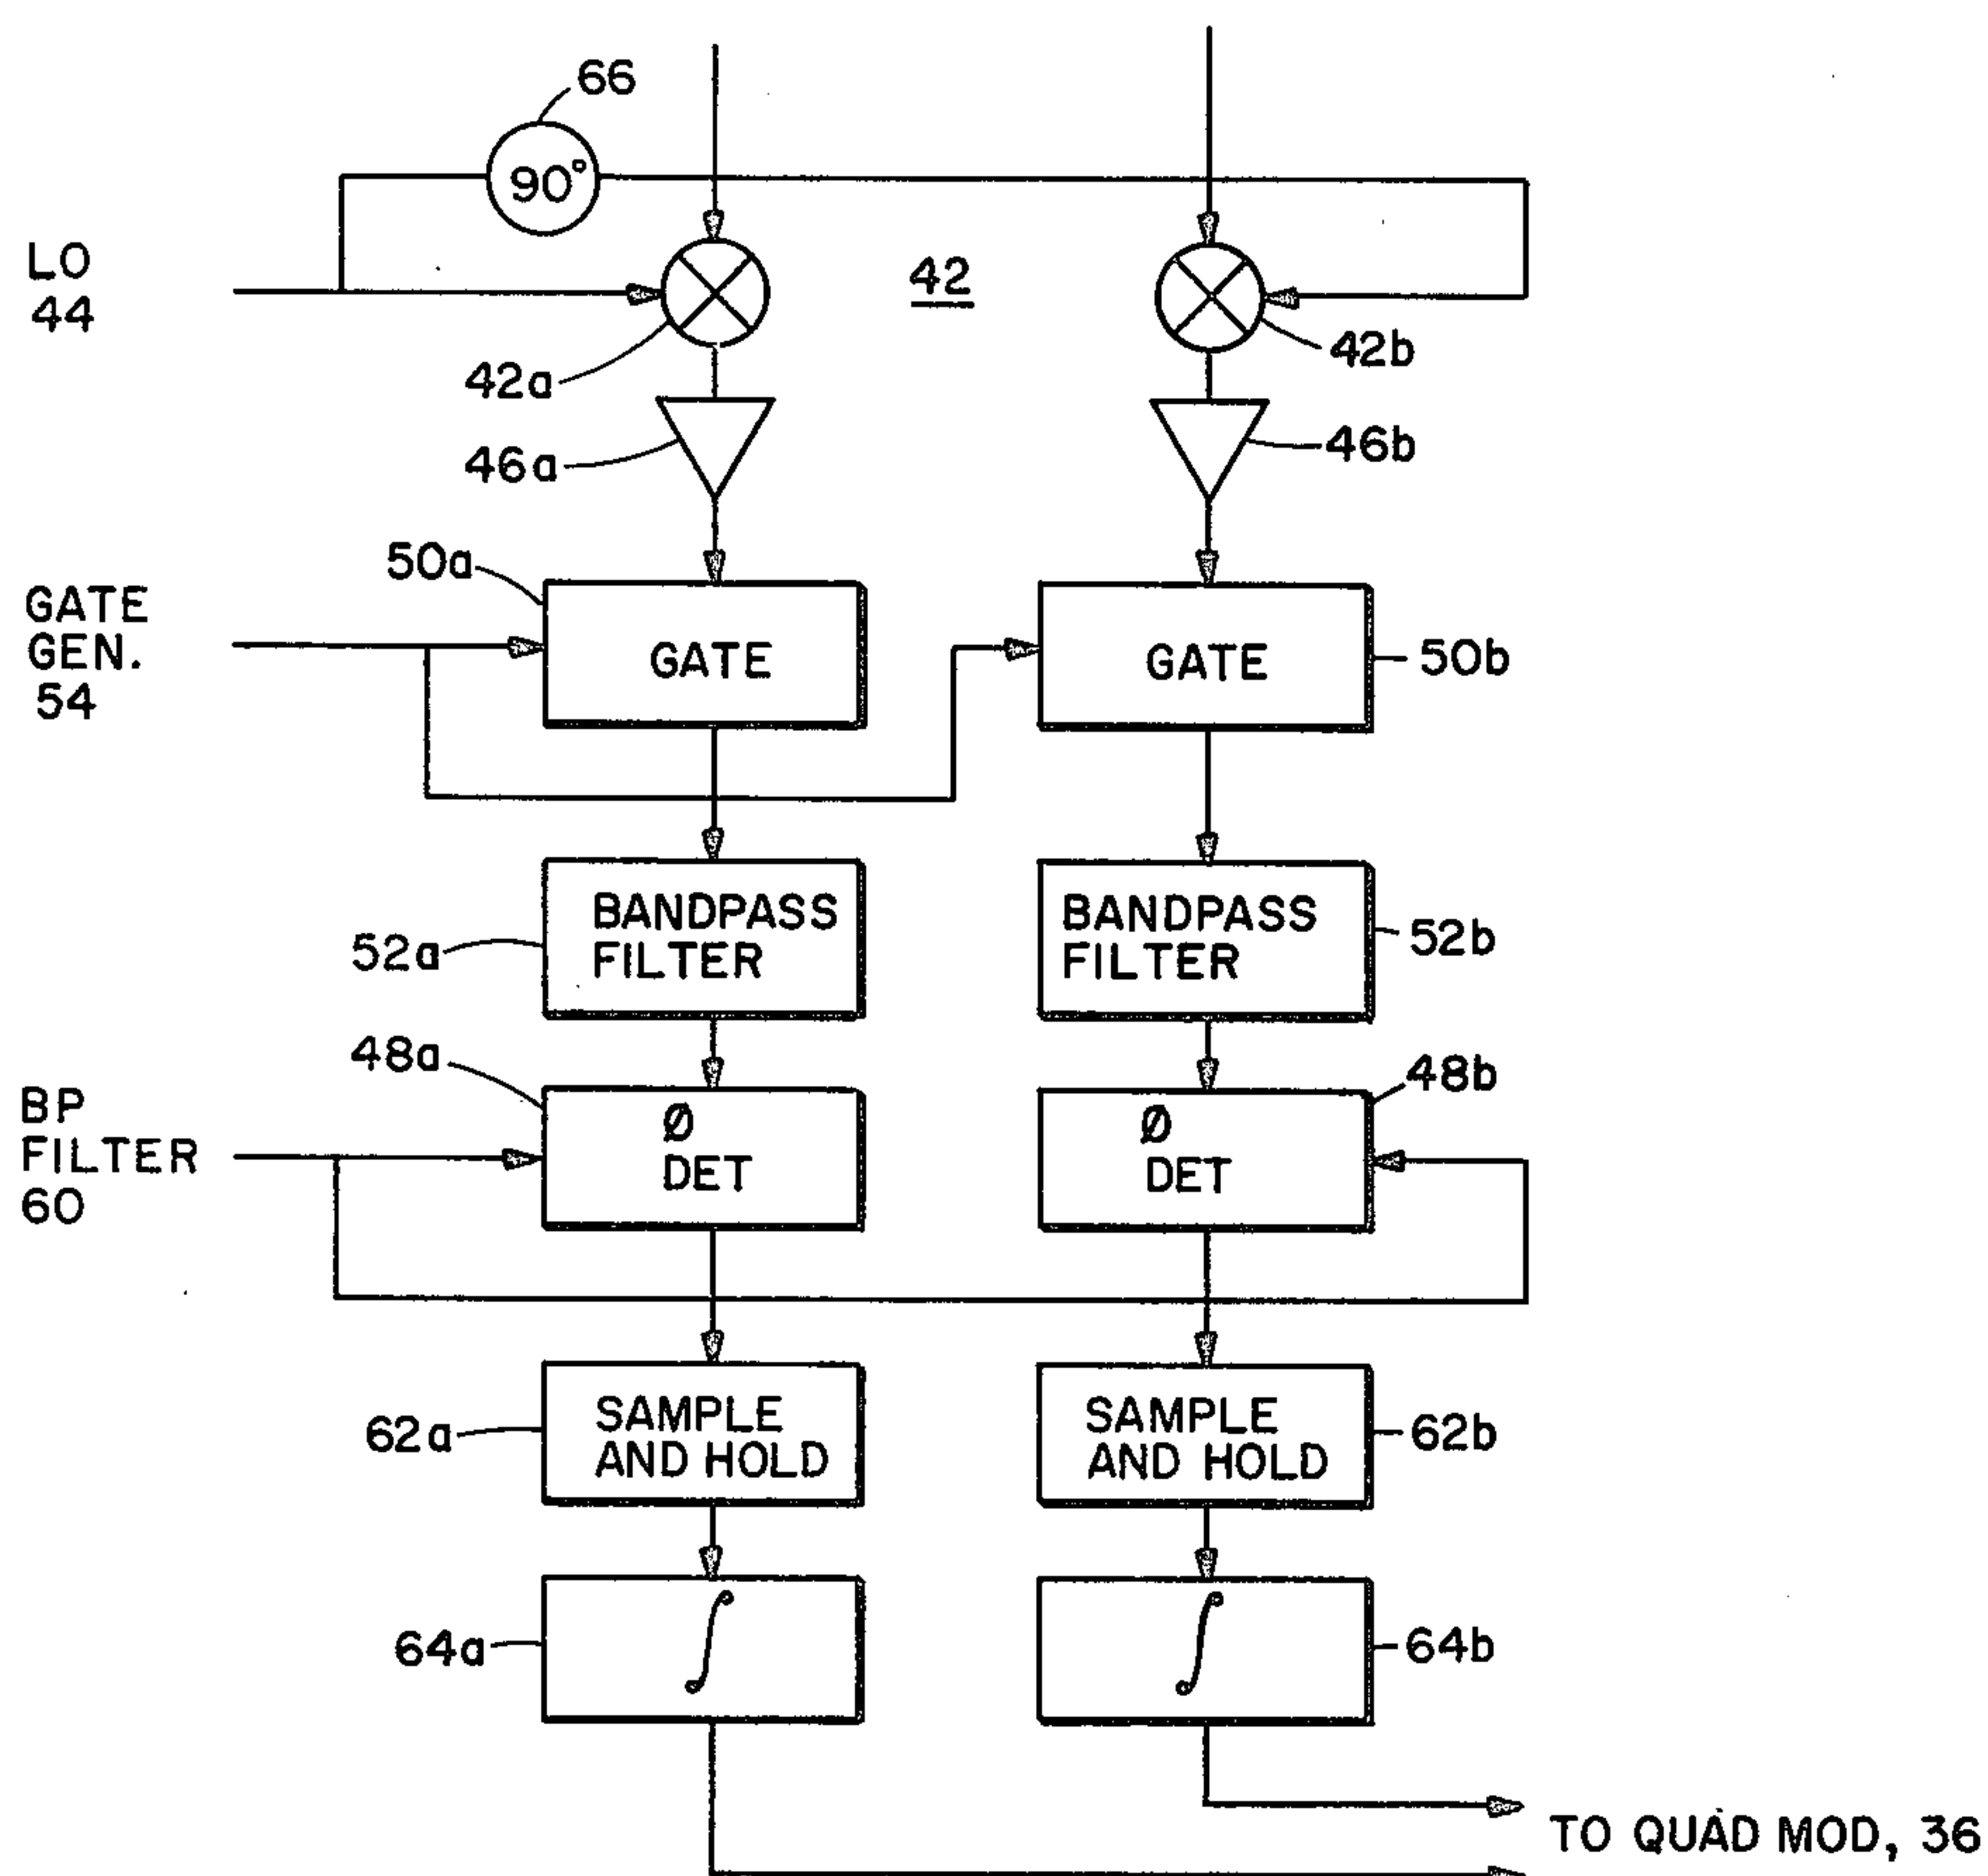 66
90°
LO
44
42
42a
42b
46a
46b
50a
GATE
GEN.
54
GATE
GATE
50b
52a
BANDPASS
FILTER
BANDPASS
FILTER
52b
48a
48b
BP
FILTER
60
Ø
DET
Ø
DET
62a
SAMPLE
AND HOLD
SAMPLE
AND HOLD
62b
64a
∫
∫
64b
TO QUAD MOD, 36